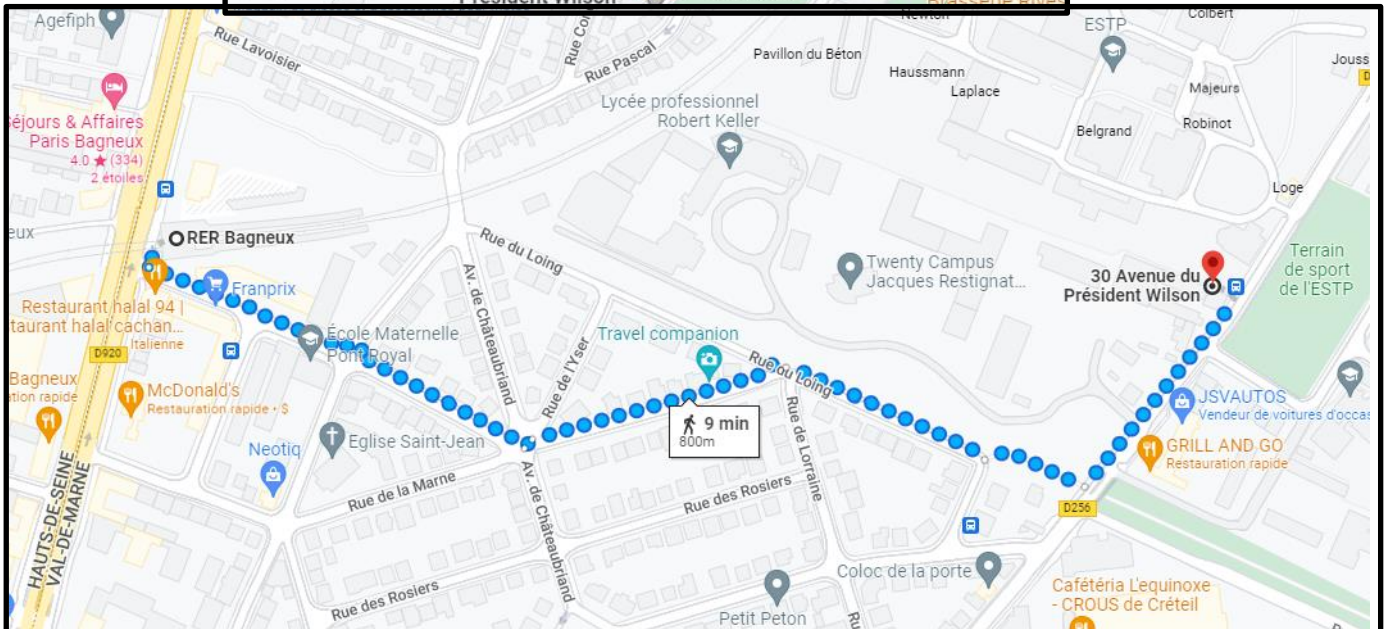 Président Wilson
Brasserie Rives
Newton
Colbert
Agefiph
ESTP
Rue Lavoisier
Rue Pascal
Pavillon du Béton
Haussmann
Laplace
Majeurs
Robinot
Belgrand
Lycée professionnel
Robert Keller
éjours & Affaires
Paris Bagneux
4.0 ★ (334)
2 étoiles
Loge
eux
RER Bagneux
Rue du Loing
Twenty Campus
Jacques Restignat...
30 Avenue du
Président Wilson
Terrain
de sport
de l'ESTP
Franprix
Restaurant halal 94 |
taurant halal cachan...
Italienne
École Maternelle
Pont Royal
Av. de Châteaubriand
Rue de l'Yser
Travel companion
Rue du Loing
D920
Bagneux
ation rapide
McDonald's
Restauration rapide • $
9 min
800m
JSVAUTOS
Vendeur de voitures d'occas
GRILL AND GO
Restauration rapide
Neotiq
Eglise Saint-Jean
Rue de Lorraine
Rue de la Marne
Rue des Rosiers
D256
HAUTS-DE-SEINE
VAL-DE-MARNE
Av. de Châteaubriand
Coloc de la porte
Rue des Rosiers
Petit Peton
Cafétéria L'equinoxe
- CROUS de Créteil